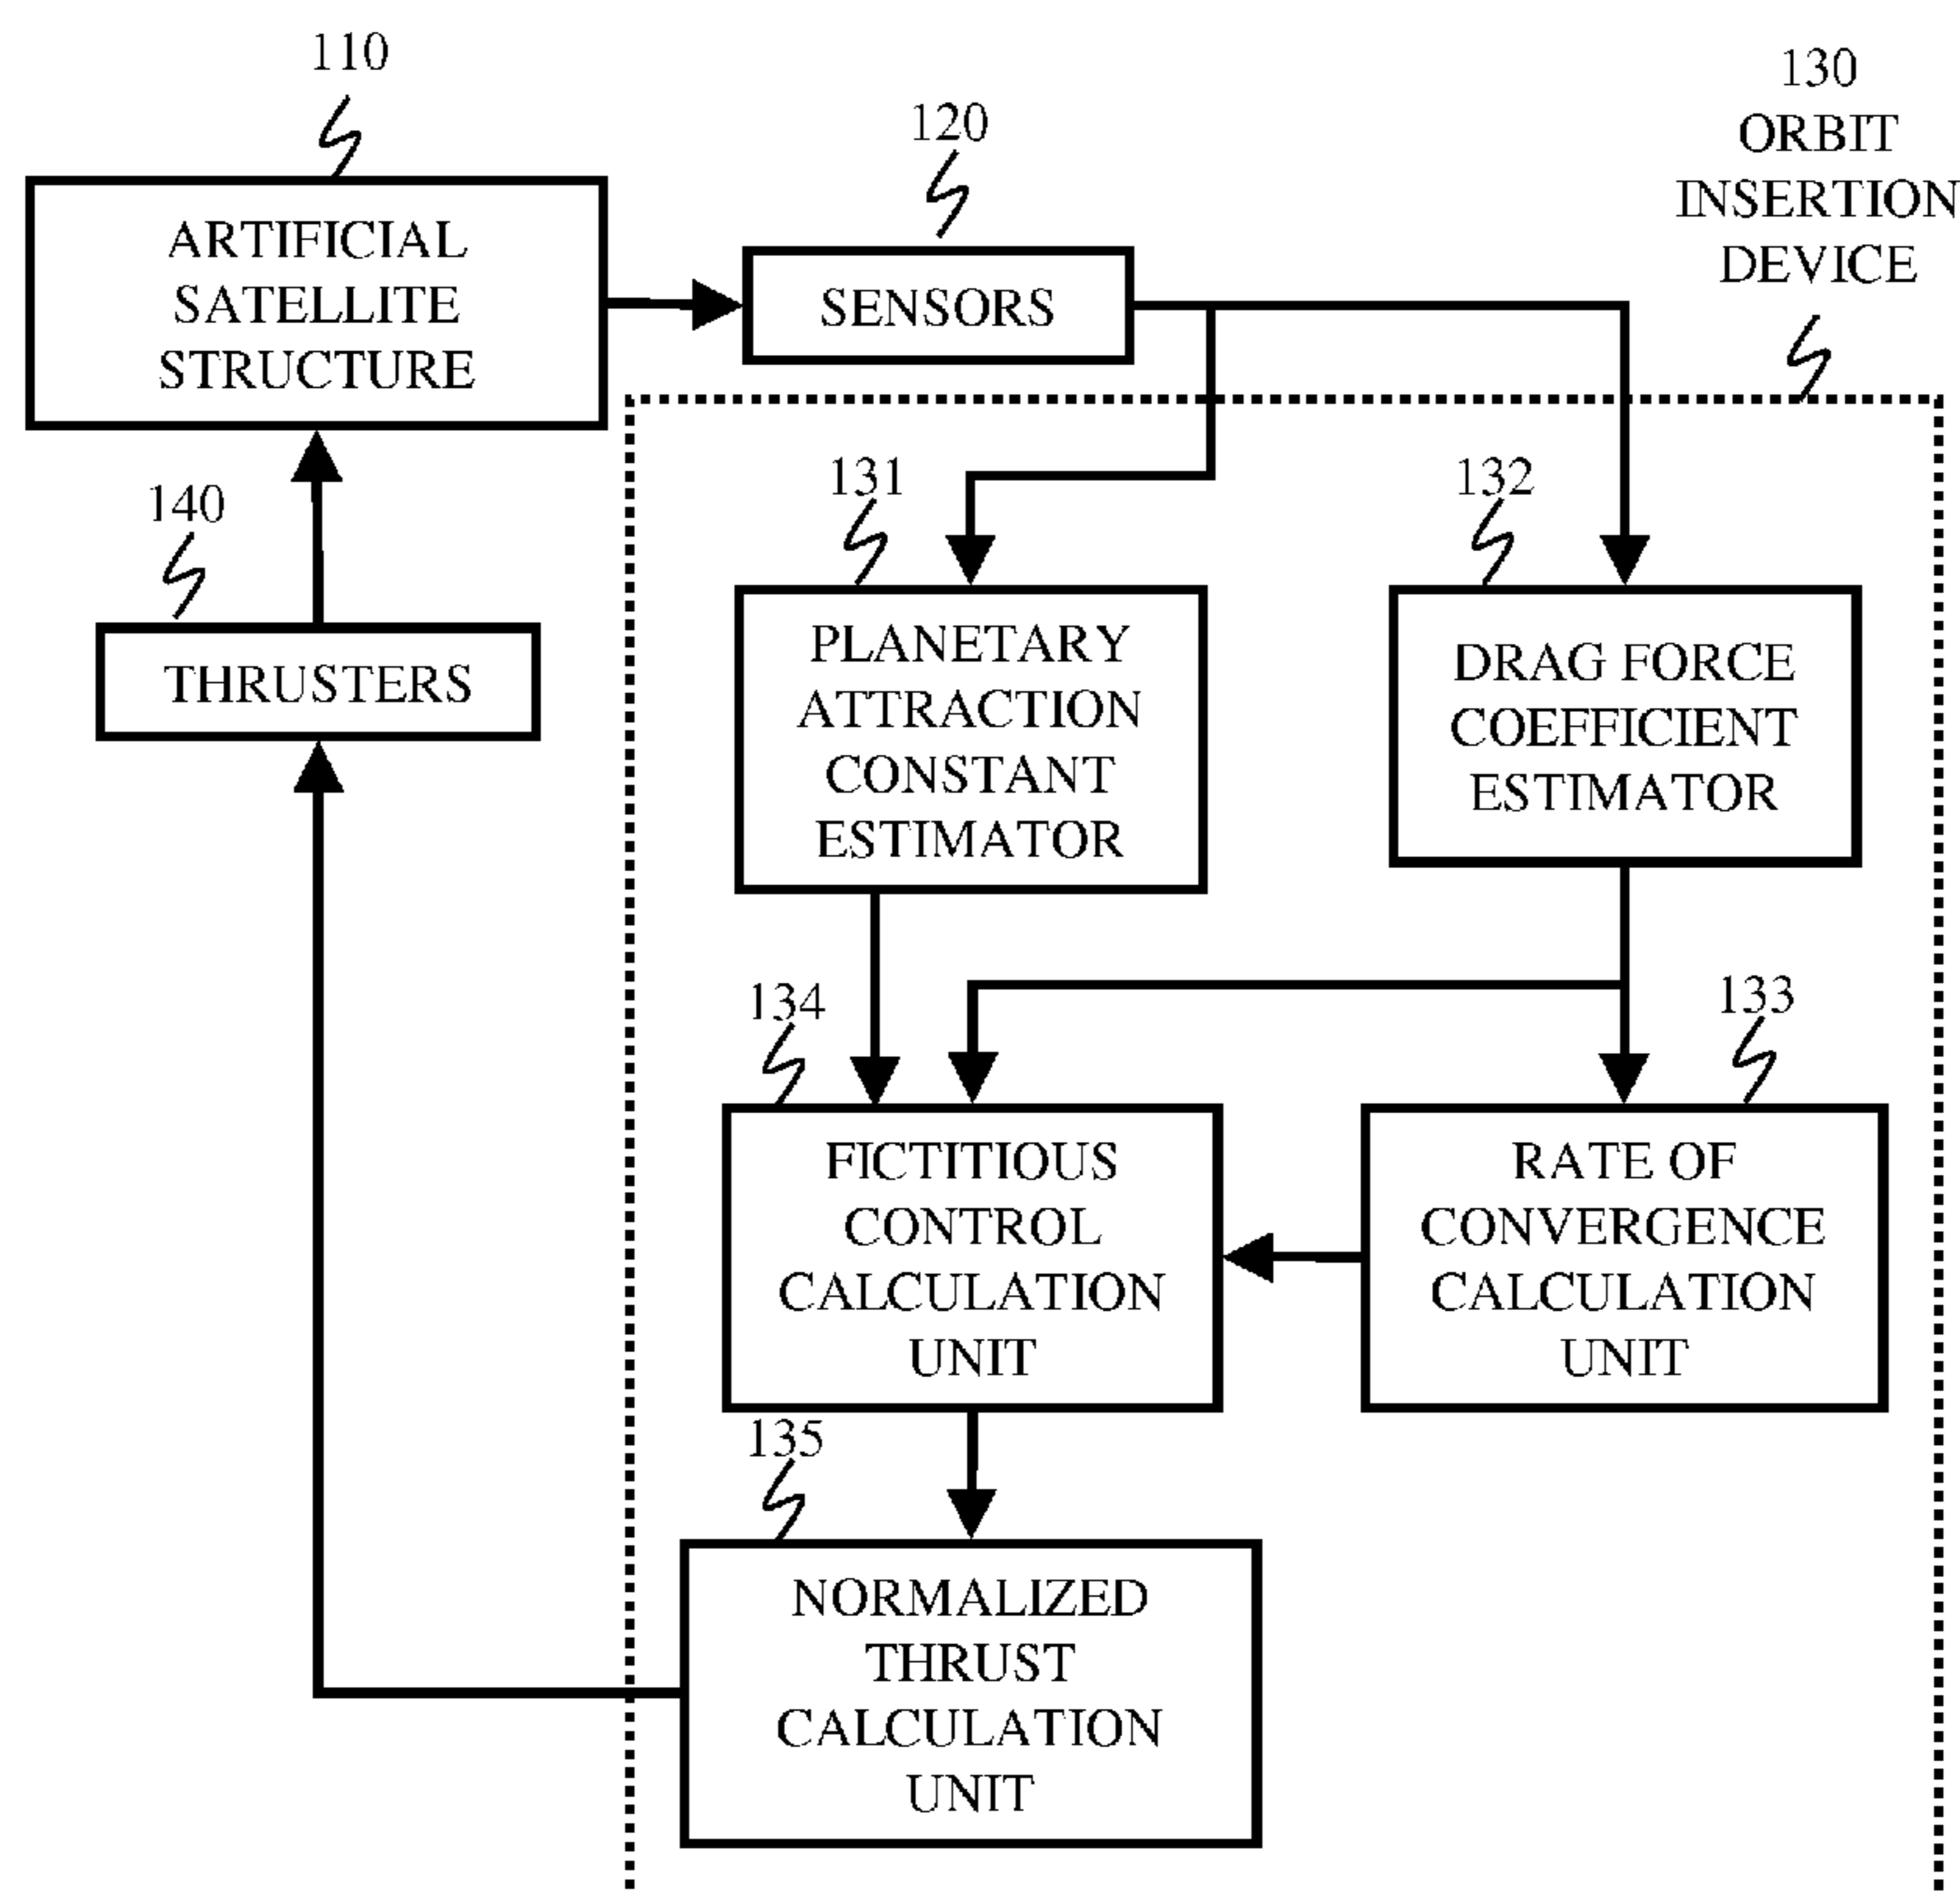 110
ARTIFICIAL
SATELLITE
STRUCTURE
120
SENSORS
130
ORBIT
INSERTION
DEVICE
140
THRUSTERS
131
PLANETARY
ATTRACTION
CONSTANT
ESTIMATOR
132
DRAG FORCE
COEFFICIENT
ESTIMATOR
134
FICTITIOUS
CONTROL
CALCULATION
UNIT
133
RATE OF
CONVERGENCE
CALCULATION
UNIT
135
NORMALIZED
THRUST
CALCULATION
UNIT